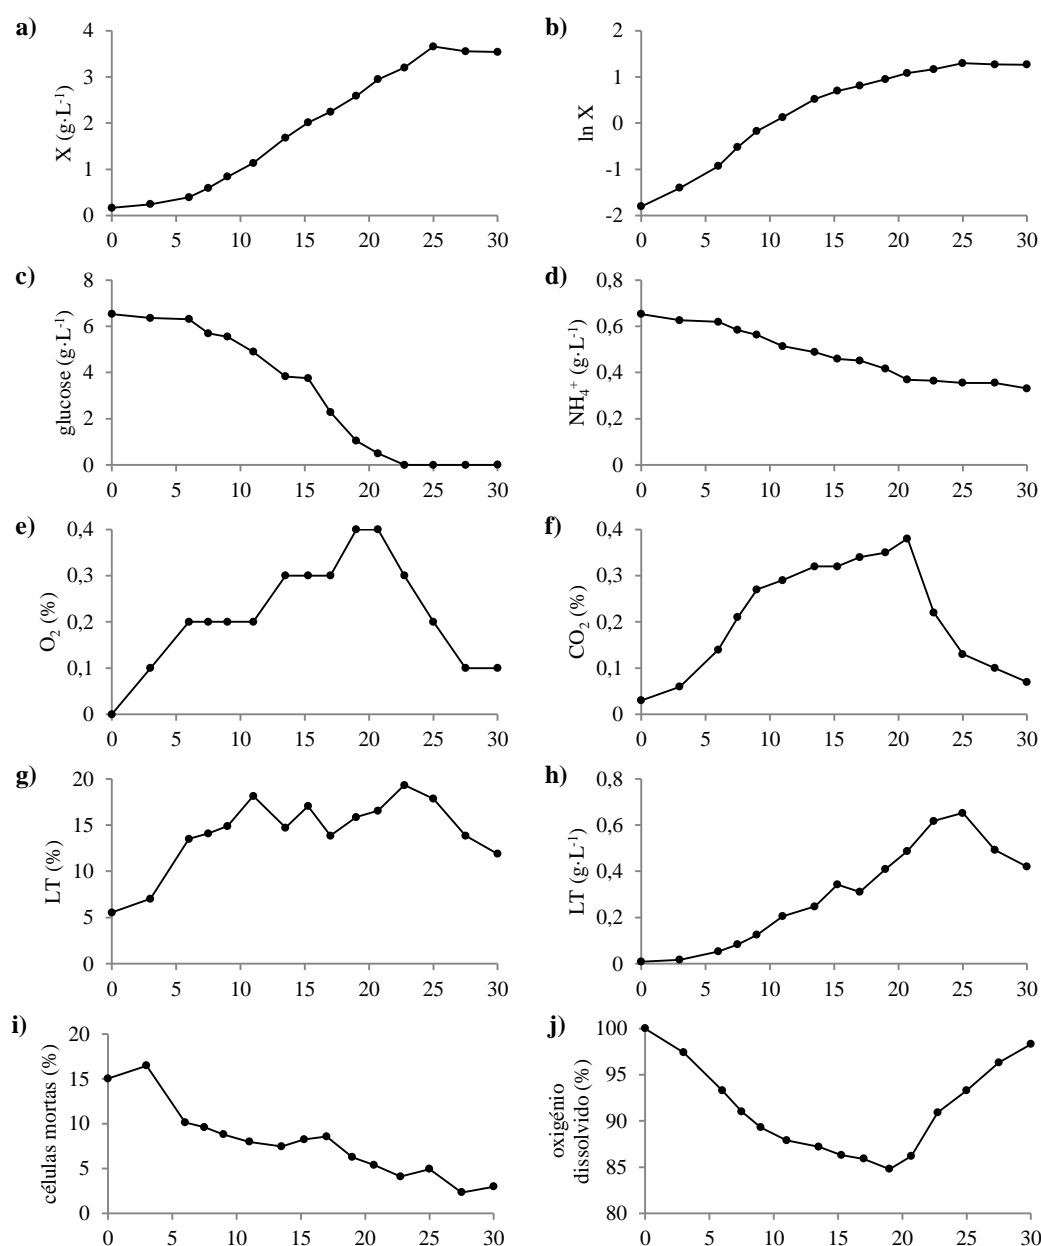 a)
X (g·L⁻¹)
4
3
2
1
0
0 5 10 15 20 25 30
b)
ln X
2
1
0
-1
-2
0 5 10 15 20 25 30
c)
glucose (g·L⁻¹)
8
6
4
2
0
0 5 10 15 20 25 30
d)
NH₄⁺ (g·L⁻¹)
0,8
0,6
0,4
0,2
0
0 5 10 15 20 25 30
e)
O₂ (%)
0,4
0,3
0,2
0,1
0
0 5 10 15 20 25 30
f)
CO₂ (%)
0,4
0,3
0,2
0,1
0
0 5 10 15 20 25 30
g)
LT (%)
20
15
10
5
0
0 5 10 15 20 25 30
h)
LT (g·L⁻¹)
0,8
0,6
0,4
0,2
0
0 5 10 15 20 25 30
i)
células mortas (%)
20
15
10
5
0
0 5 10 15 20 25 30
j)
oxigénio
dissolvido (%)
100
95
90
85
80
0 5 10 15 20 25 30